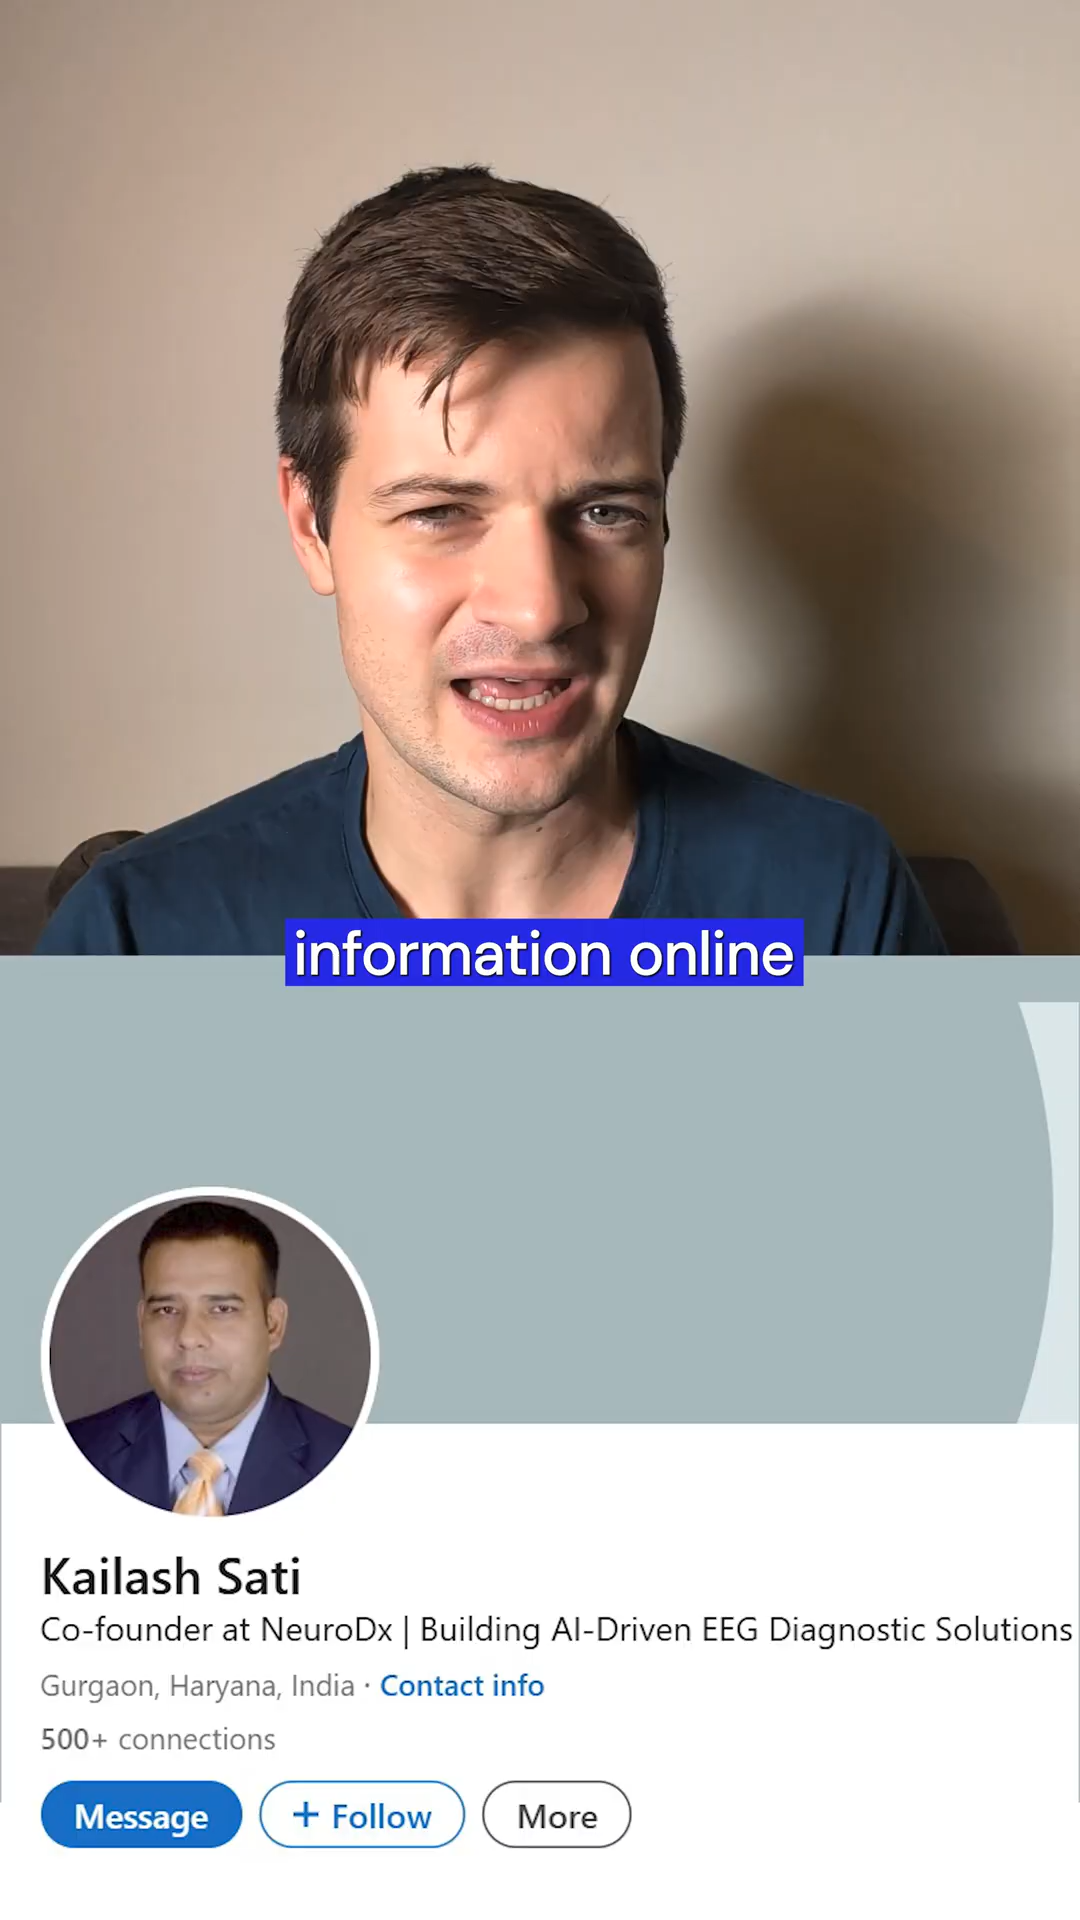 information online
Kailash Sati
Co-founder at NeuroDx | Building AI-Driven EEG Diagnostic Solutions
Gurgaon, Haryana, India · Contact info
500+ connections
Message
+ Follow
More